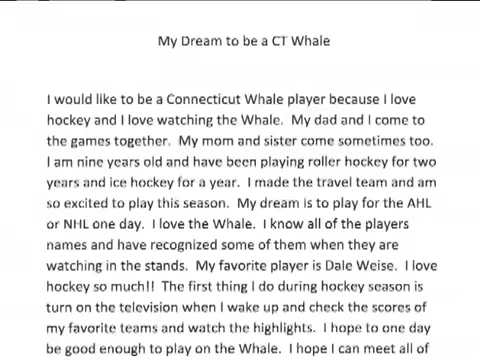 My Dream to be a CT Whale
I would like to be a Connecticut Whale player because I love
hockey and I love watching the Whale.  My dad and I come to
the games together.  My mom and sister come sometimes too.
I am nine years old and have been playing roller hockey for two
years and ice hockey for a year.  I made the travel team and am
so excited to play this season.  My dream is to play for the AHL
or NHL one day.  I love the Whale.  I know all of the players
names and have recognized some of them when they are
watching in the stands.  My favorite player is Dale Weise.  I love
hockey so much!!  The first thing I do during hockey season is
turn on the television when I wake up and check the scores of
my favorite teams and watch the highlights.  I hope to one day
be good enough to play on the Whale.  I hope I can meet all of